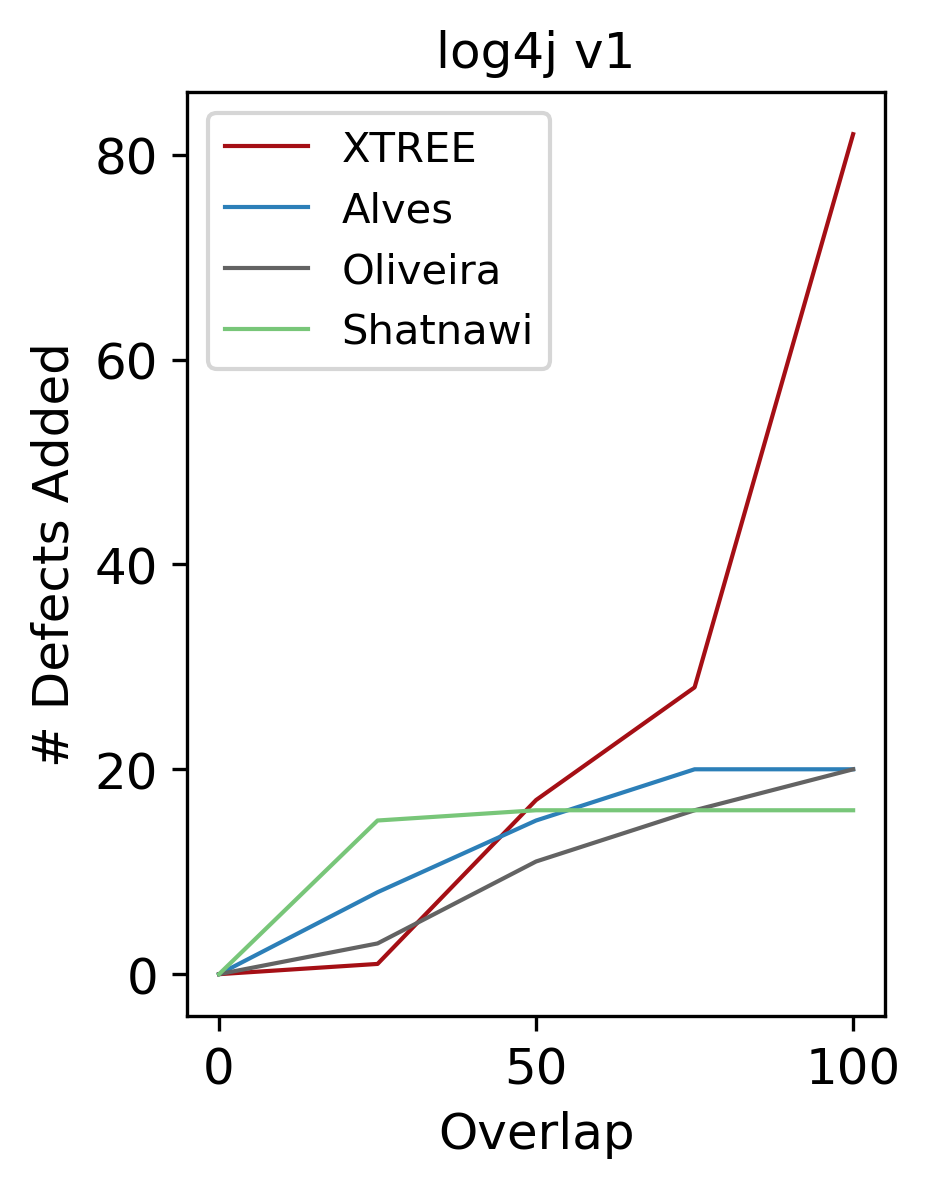 log4j v1
XTREE
Alves
Oliveira
Shatnawi
# Defects Added
80
60
40
20
0
0 50 100
Overlap